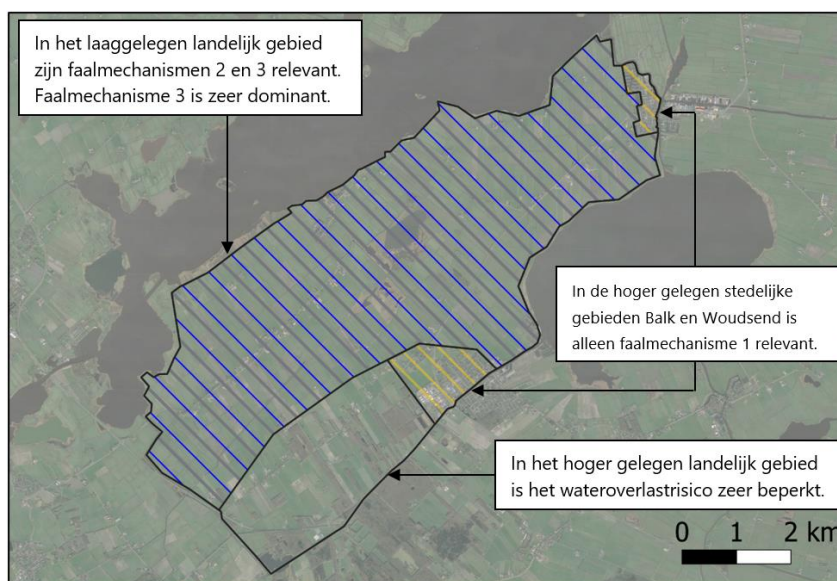 In het laaggelegen landelijk gebied
zijn faalmechanismen 2 en 3 relevant.
Faalmechanisme 3 is zeer dominant.
In de hoger gelegen stedelijke
gebieden Balk en Woudsend is
alleen faalmechanisme 1 relevant.
In het hoger gelegen landelijk gebied
is het wateroverlastrisico zeer beperkt.
0 1 2 km